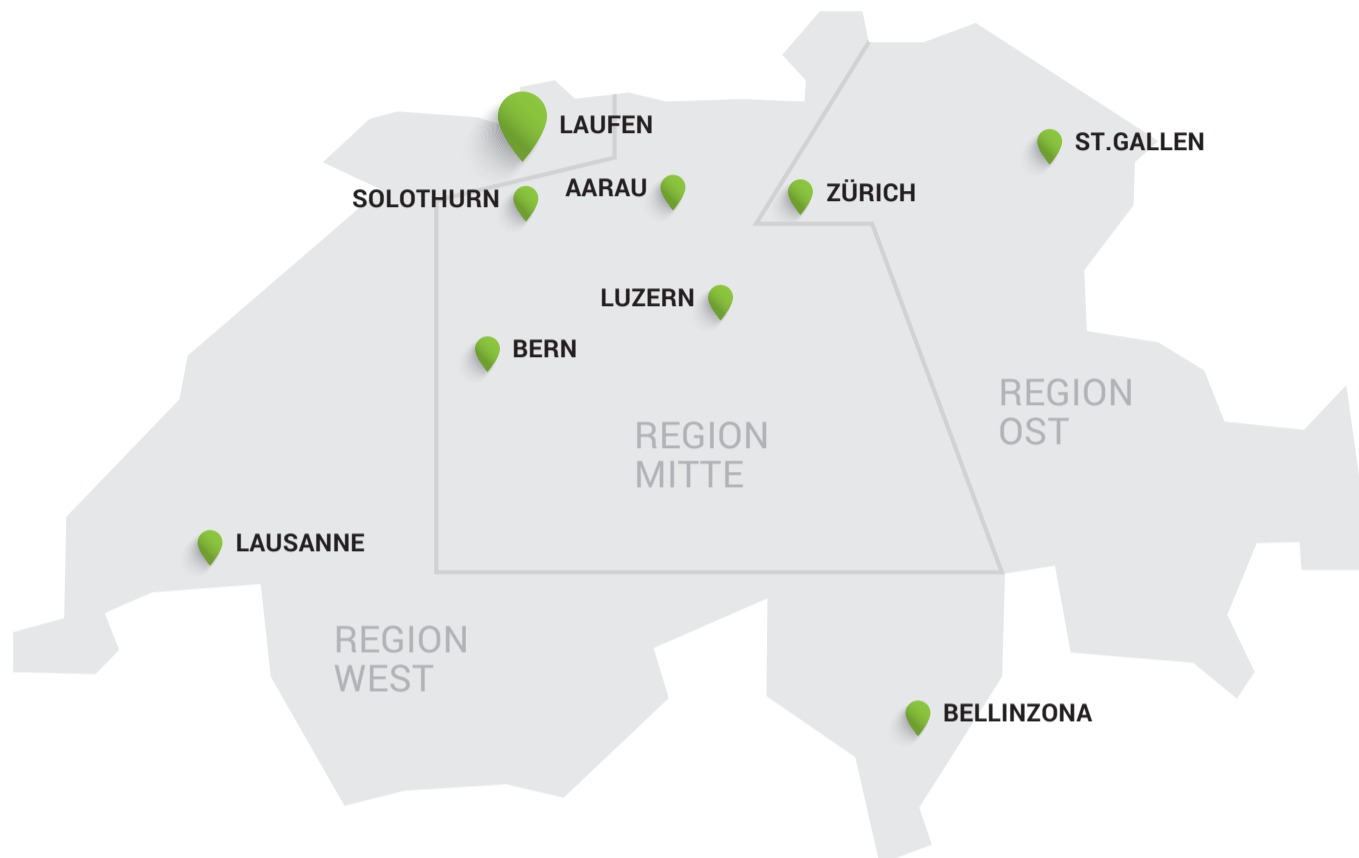 LAUFEN
ST.GALLEN
SOLOTHURN
AARAU
ZÜRICH
LUZERN
BERN
REGION
OST
REGION
MITTE
LAUSANNE
REGION
WEST
BELLINZONA